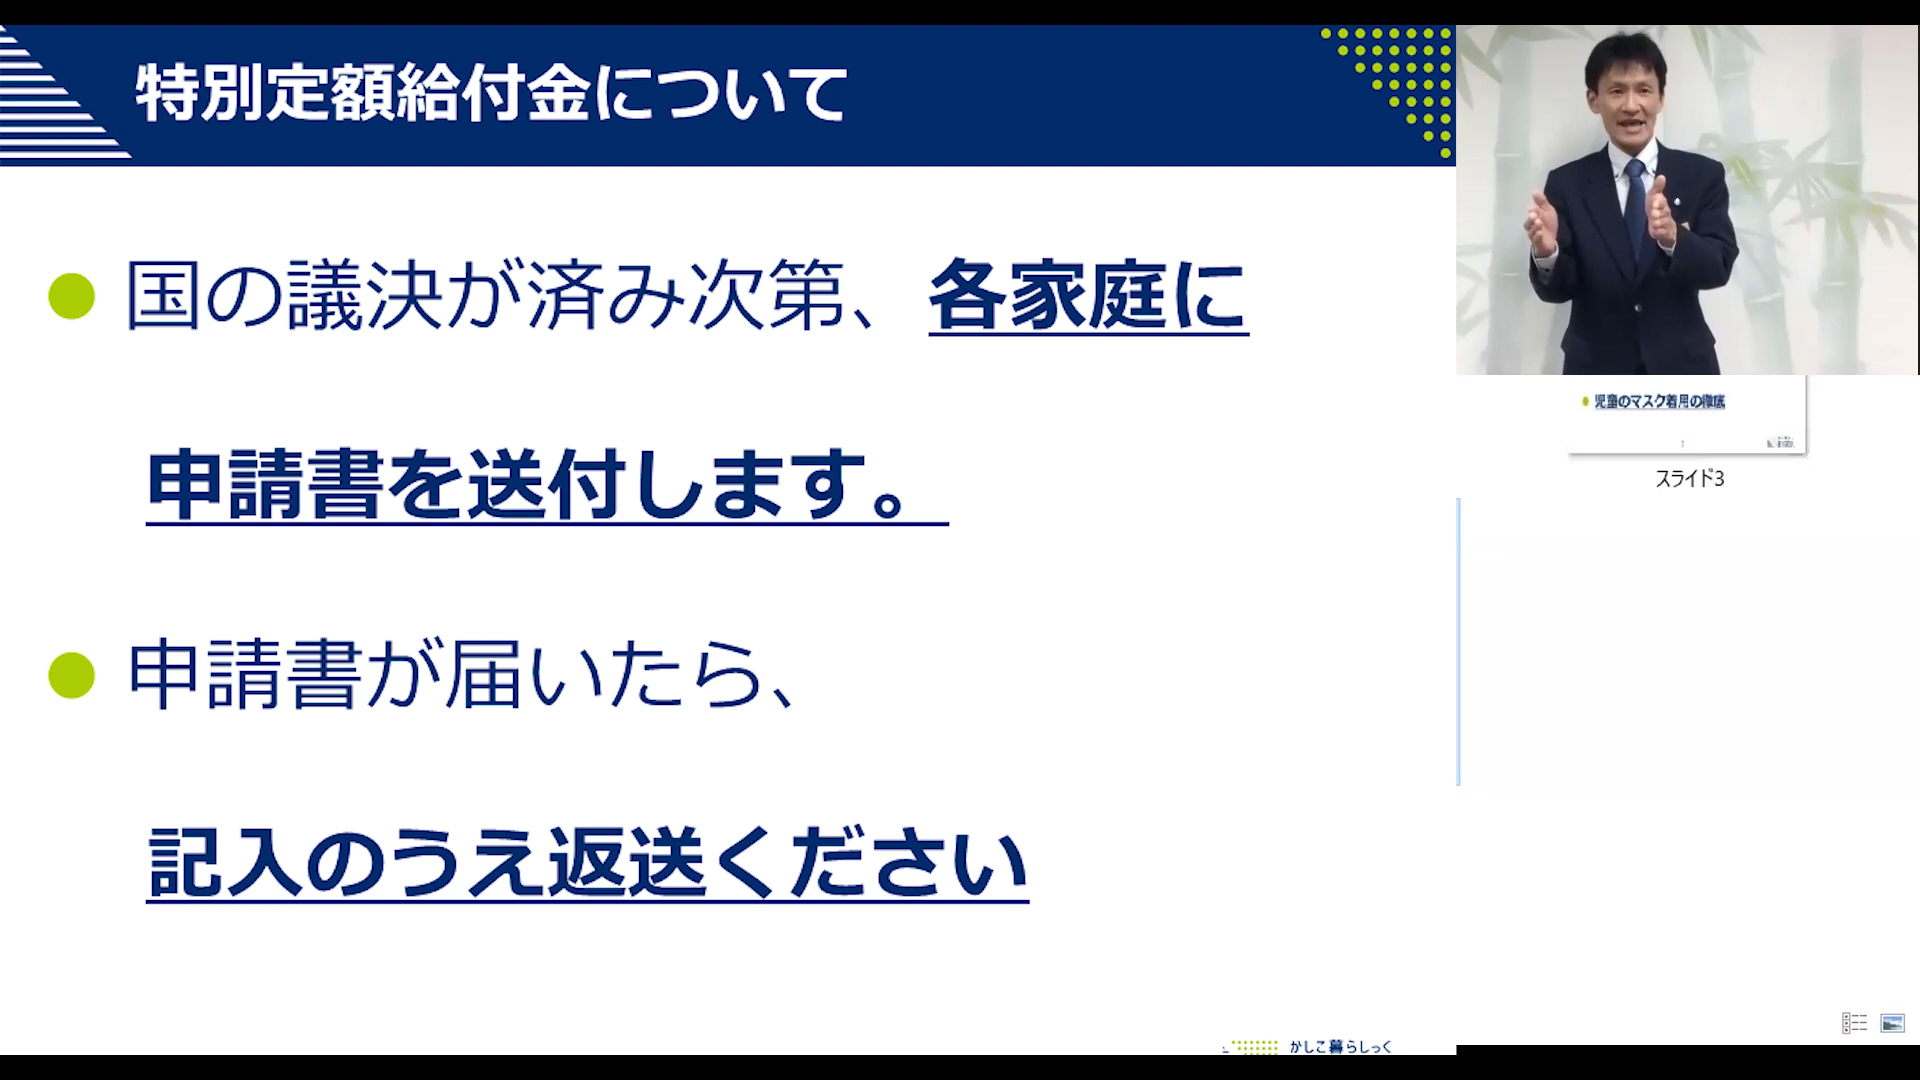 特別定額給付金について
国の議決が済み次第、各家庭に
申請書を送付します。
申請書が届いたら、
記入のうえ返送ください
児童のマスク着用の徹底
スライド3
かしこ暮らしっく